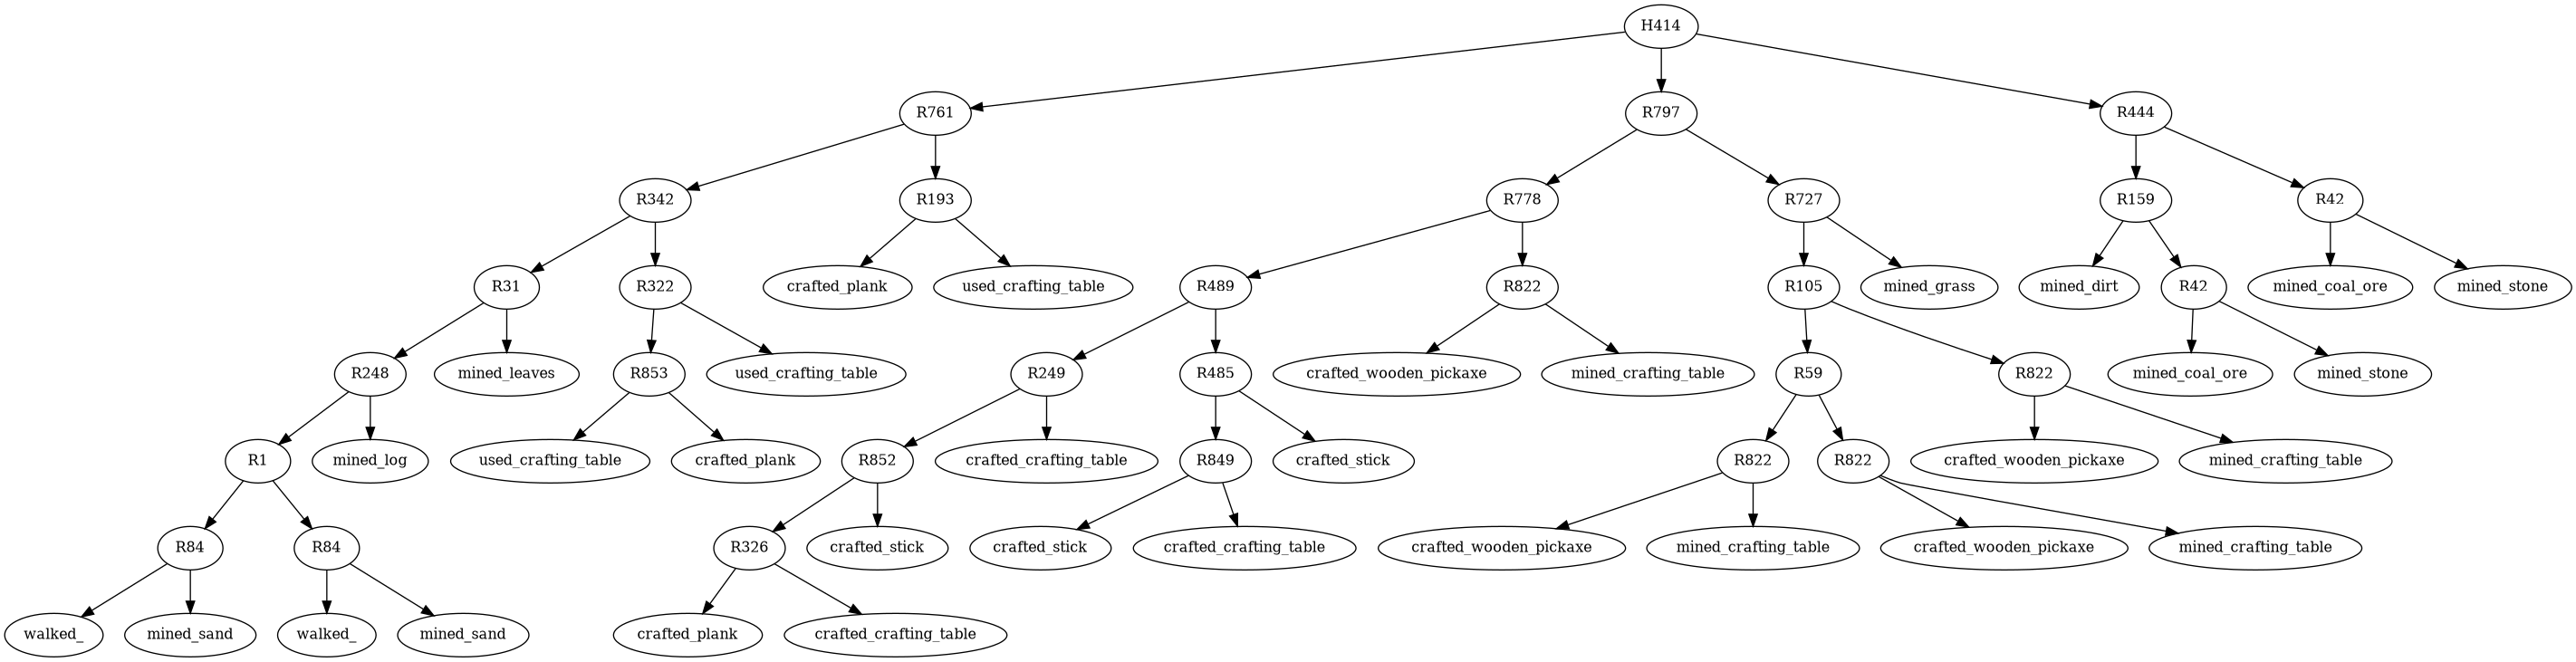 H414
R761
R797
R444
R342
R193
R778
R727
R159
R42
R31
R322
crafted_plank
used_crafting_table
R489
R822
R105
mined_grass
mined_dirt
R42
mined_coal_ore
mined_stone
R248
mined_leaves
R853
used_crafting_table
R249
R485
crafted_wooden_pickaxe
mined_crafting_table
R59
R822
mined_coal_ore
mined_stone
R1
mined_log
used_crafting_table
crafted_plank
R852
crafted_crafting_table
R849
crafted_stick
R822
R822
crafted_wooden_pickaxe
mined_crafting_table
R84
R84
R326
crafted_stick
crafted_stick
crafted_crafting_table
crafted_wooden_pickaxe
mined_crafting_table
crafted_wooden_pickaxe
mined_crafting_table
walked_
mined_sand
walked_
mined_sand
crafted_plank
crafted_crafting_table